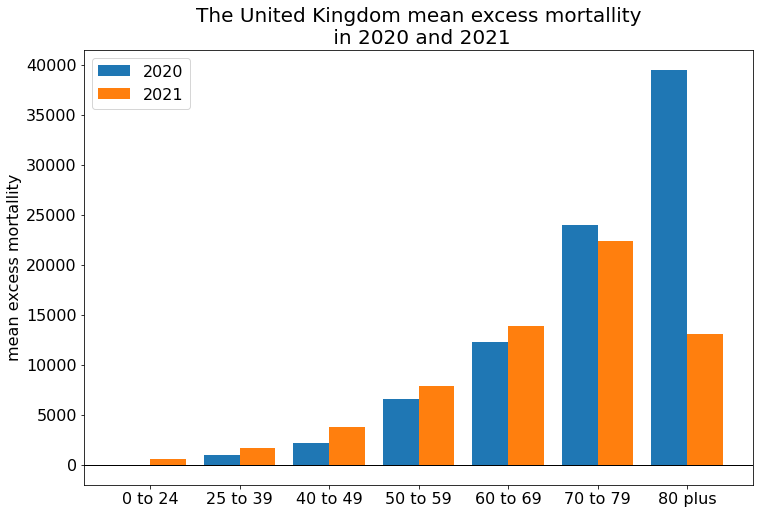 The United Kingdom mean excess mortallity
in 2020 and 2021
2020
2021
mean excess mortallity
40000
35000
30000
25000
20000
15000
10000
5000
0
0 to 24
25 to 39
40 to 49
50 to 59
60 to 69
70 to 79
80 plus